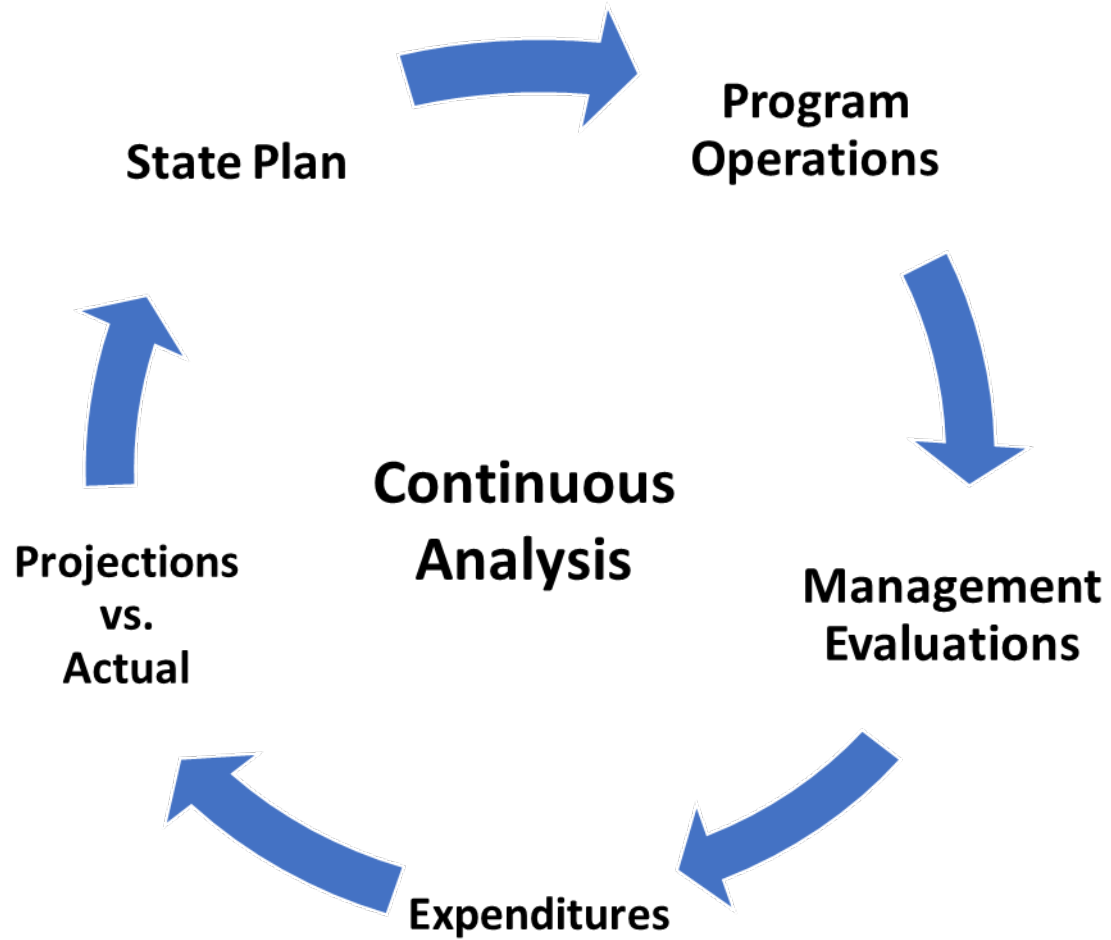 State Plan
Program
Operations
Management
Evaluations
Expenditures
Projections
vs.
Actual
Continuous
Analysis